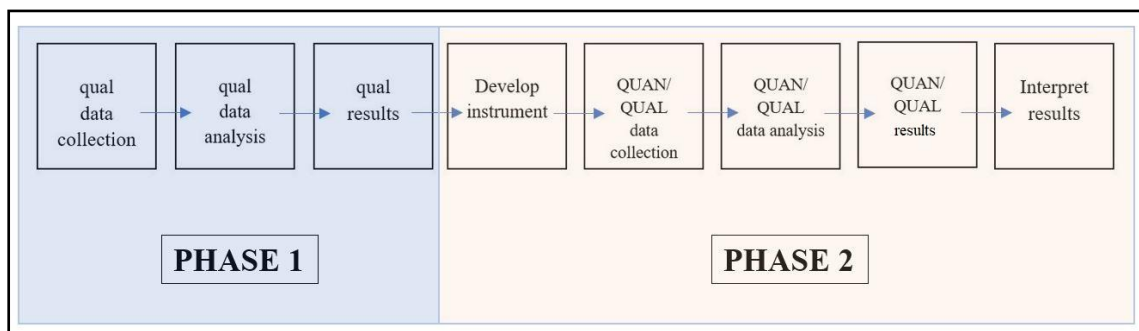 qual
data
collection
qual
data
analysis
qual
results
Develop
instrument
QUAN/
QUAL
data
collection
QUAN/
QUAL
data analysis
QUAN/
QUAL
results
Interpret
results
PHASE 1
PHASE 2